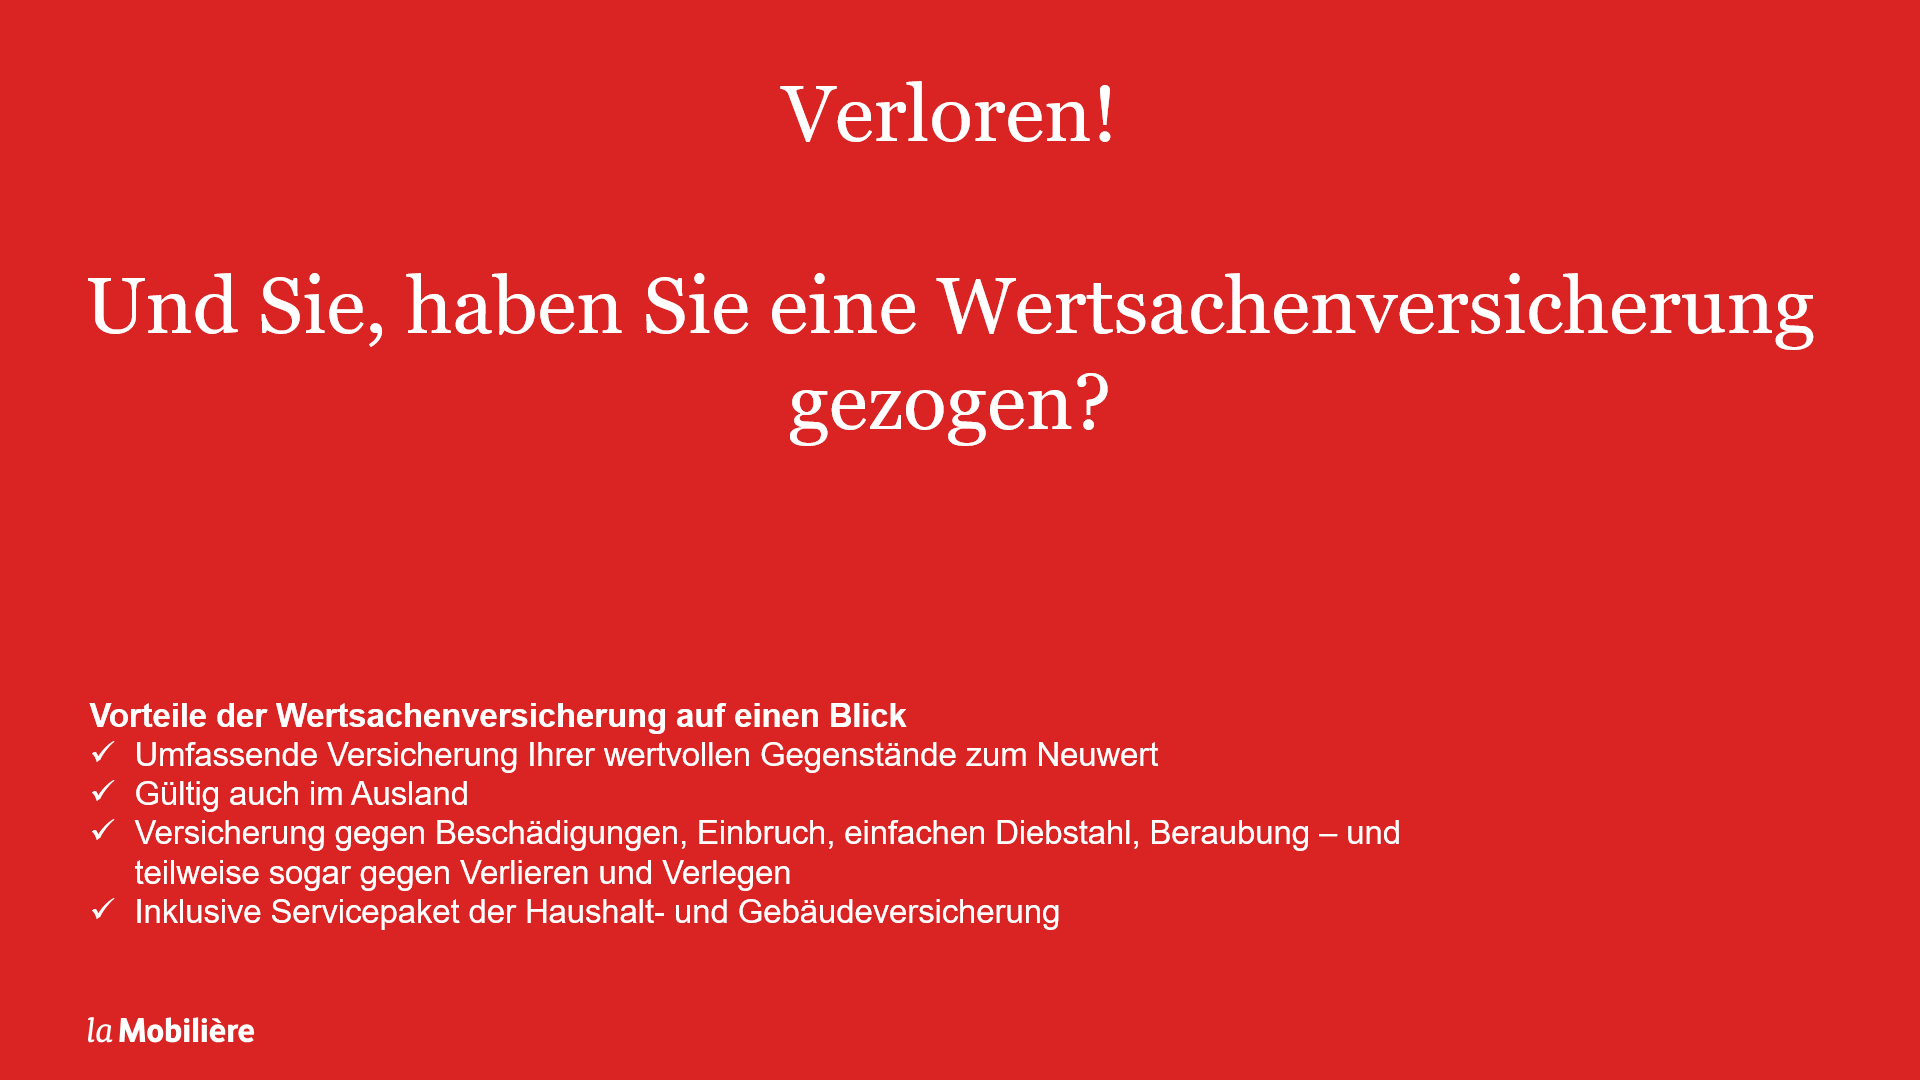 Verloren!
Und Sie, haben Sie eine Wertsachenversicherung
gezogen?
Vorteile der Wertsachenversicherung auf einen Blick
✓ Umfassende Versicherung Ihrer wertvollen Gegenstände zum Neuwert
✓ Gültig auch im Ausland
✓ Versicherung gegen Beschädigungen, Einbruch, einfachen Diebstahl, Beraubung – und
teilweise sogar gegen Verlieren und Verlegen
✓ Inklusive Servicepaket der Haushalt- und Gebäudeversicherung
la Mobilière